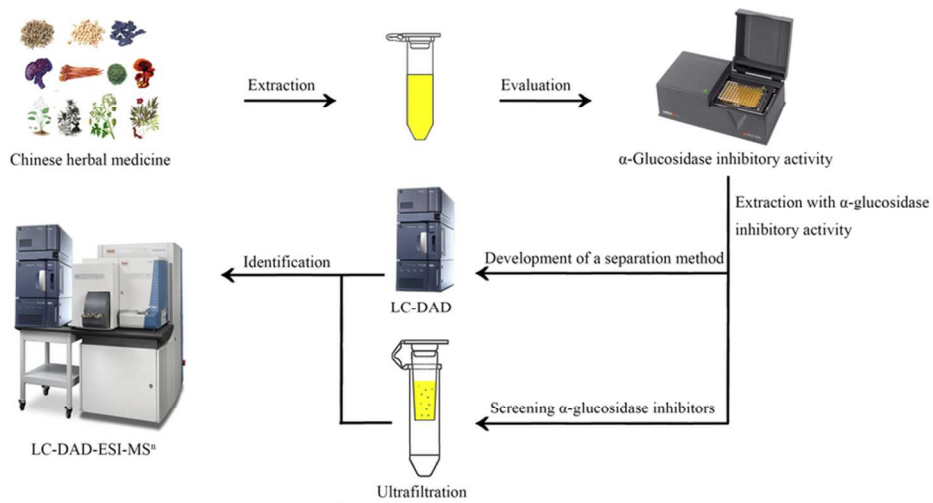 Extraction
Evaluation
Chinese herbal medicine
α-Glucosidase inhibitory activity
Extraction with α-glucosidase
inhibitory activity
Development of a separation method
Identification
LC-DAD
Screening α-glucosidase inhibitors
LC-DAD-ESI-MSⁿ
Ultrafiltration